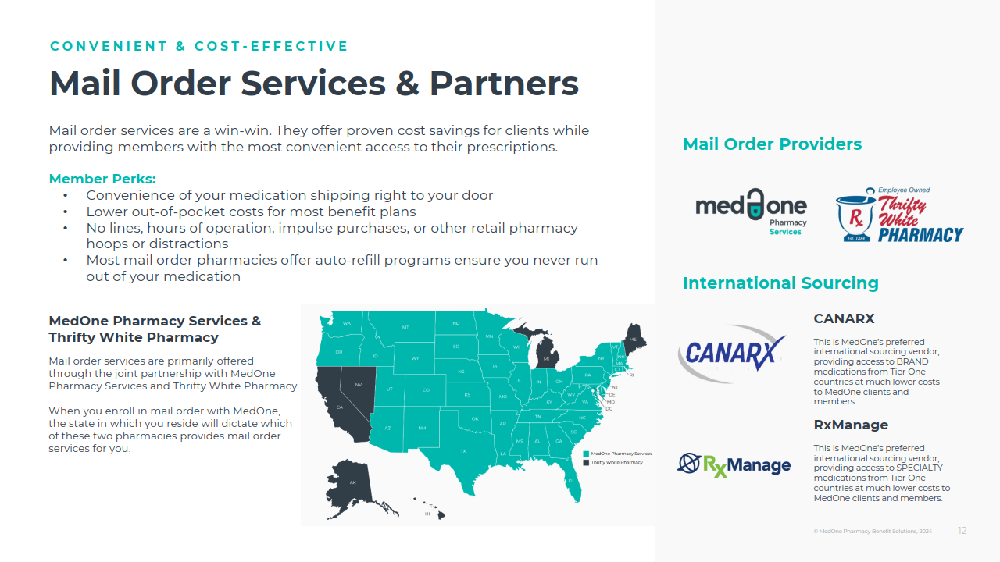 CONVENIENT & COST-EFFECTIVE
Mail Order Services & Partners
Mail order services are a win-win. They offer proven cost savings for clients while
providing members with the most convenient access to their prescriptions.
Member Perks:
• Convenience of your medication shipping right to your door
• Lower out-of-pocket costs for most benefit plans
• No lines, hours of operation, impulse purchases, or other retail pharmacy
hoops or distractions
• Most mail order pharmacies offer auto-refill programs ensure you never run
out of your medication
MedOne Pharmacy Services &
Thrifty White Pharmacy
Mail order services are primarily offered
through the joint partnership with MedOne
Pharmacy Services and Thrifty White Pharmacy.
When you enroll in mail order with MedOne,
the state in which you reside will dictate which
of these two pharmacies provides mail order
services for you.
WA
MT
ND
MN
OR
ID
WY
SD
WI
MI
NY
VT
NH
ME
MA
CT
RI
NV
UT
CO
NE
IA
IL
IN
OH
PA
NJ
DE
MD
DC
CA
KS
MO
KY
WV
VA
AZ
NM
OK
AR
TN
NC
SC
TX
LA
MS
AL
GA
FL
AK
HI
MedOne Pharmacy Services
Thrifty White Pharmacy
Mail Order Providers
med one
Pharmacy
Services
Employee Owned
Thrifty
White
PHARMACY
Rx
Est. 1884
International Sourcing
CANARX
CANARX
This is MedOne's preferred
international sourcing vendor,
providing access to BRAND
medications from Tier One
countries at much lower costs
to MedOne clients and
members.
RxManage
RxManage
This is MedOne's preferred
international sourcing vendor,
providing access to SPECIALTY
medications from Tier One
countries at much lower costs to
MedOne clients and members.
© MedOne Pharmacy Benefit Solutions, 2024
12